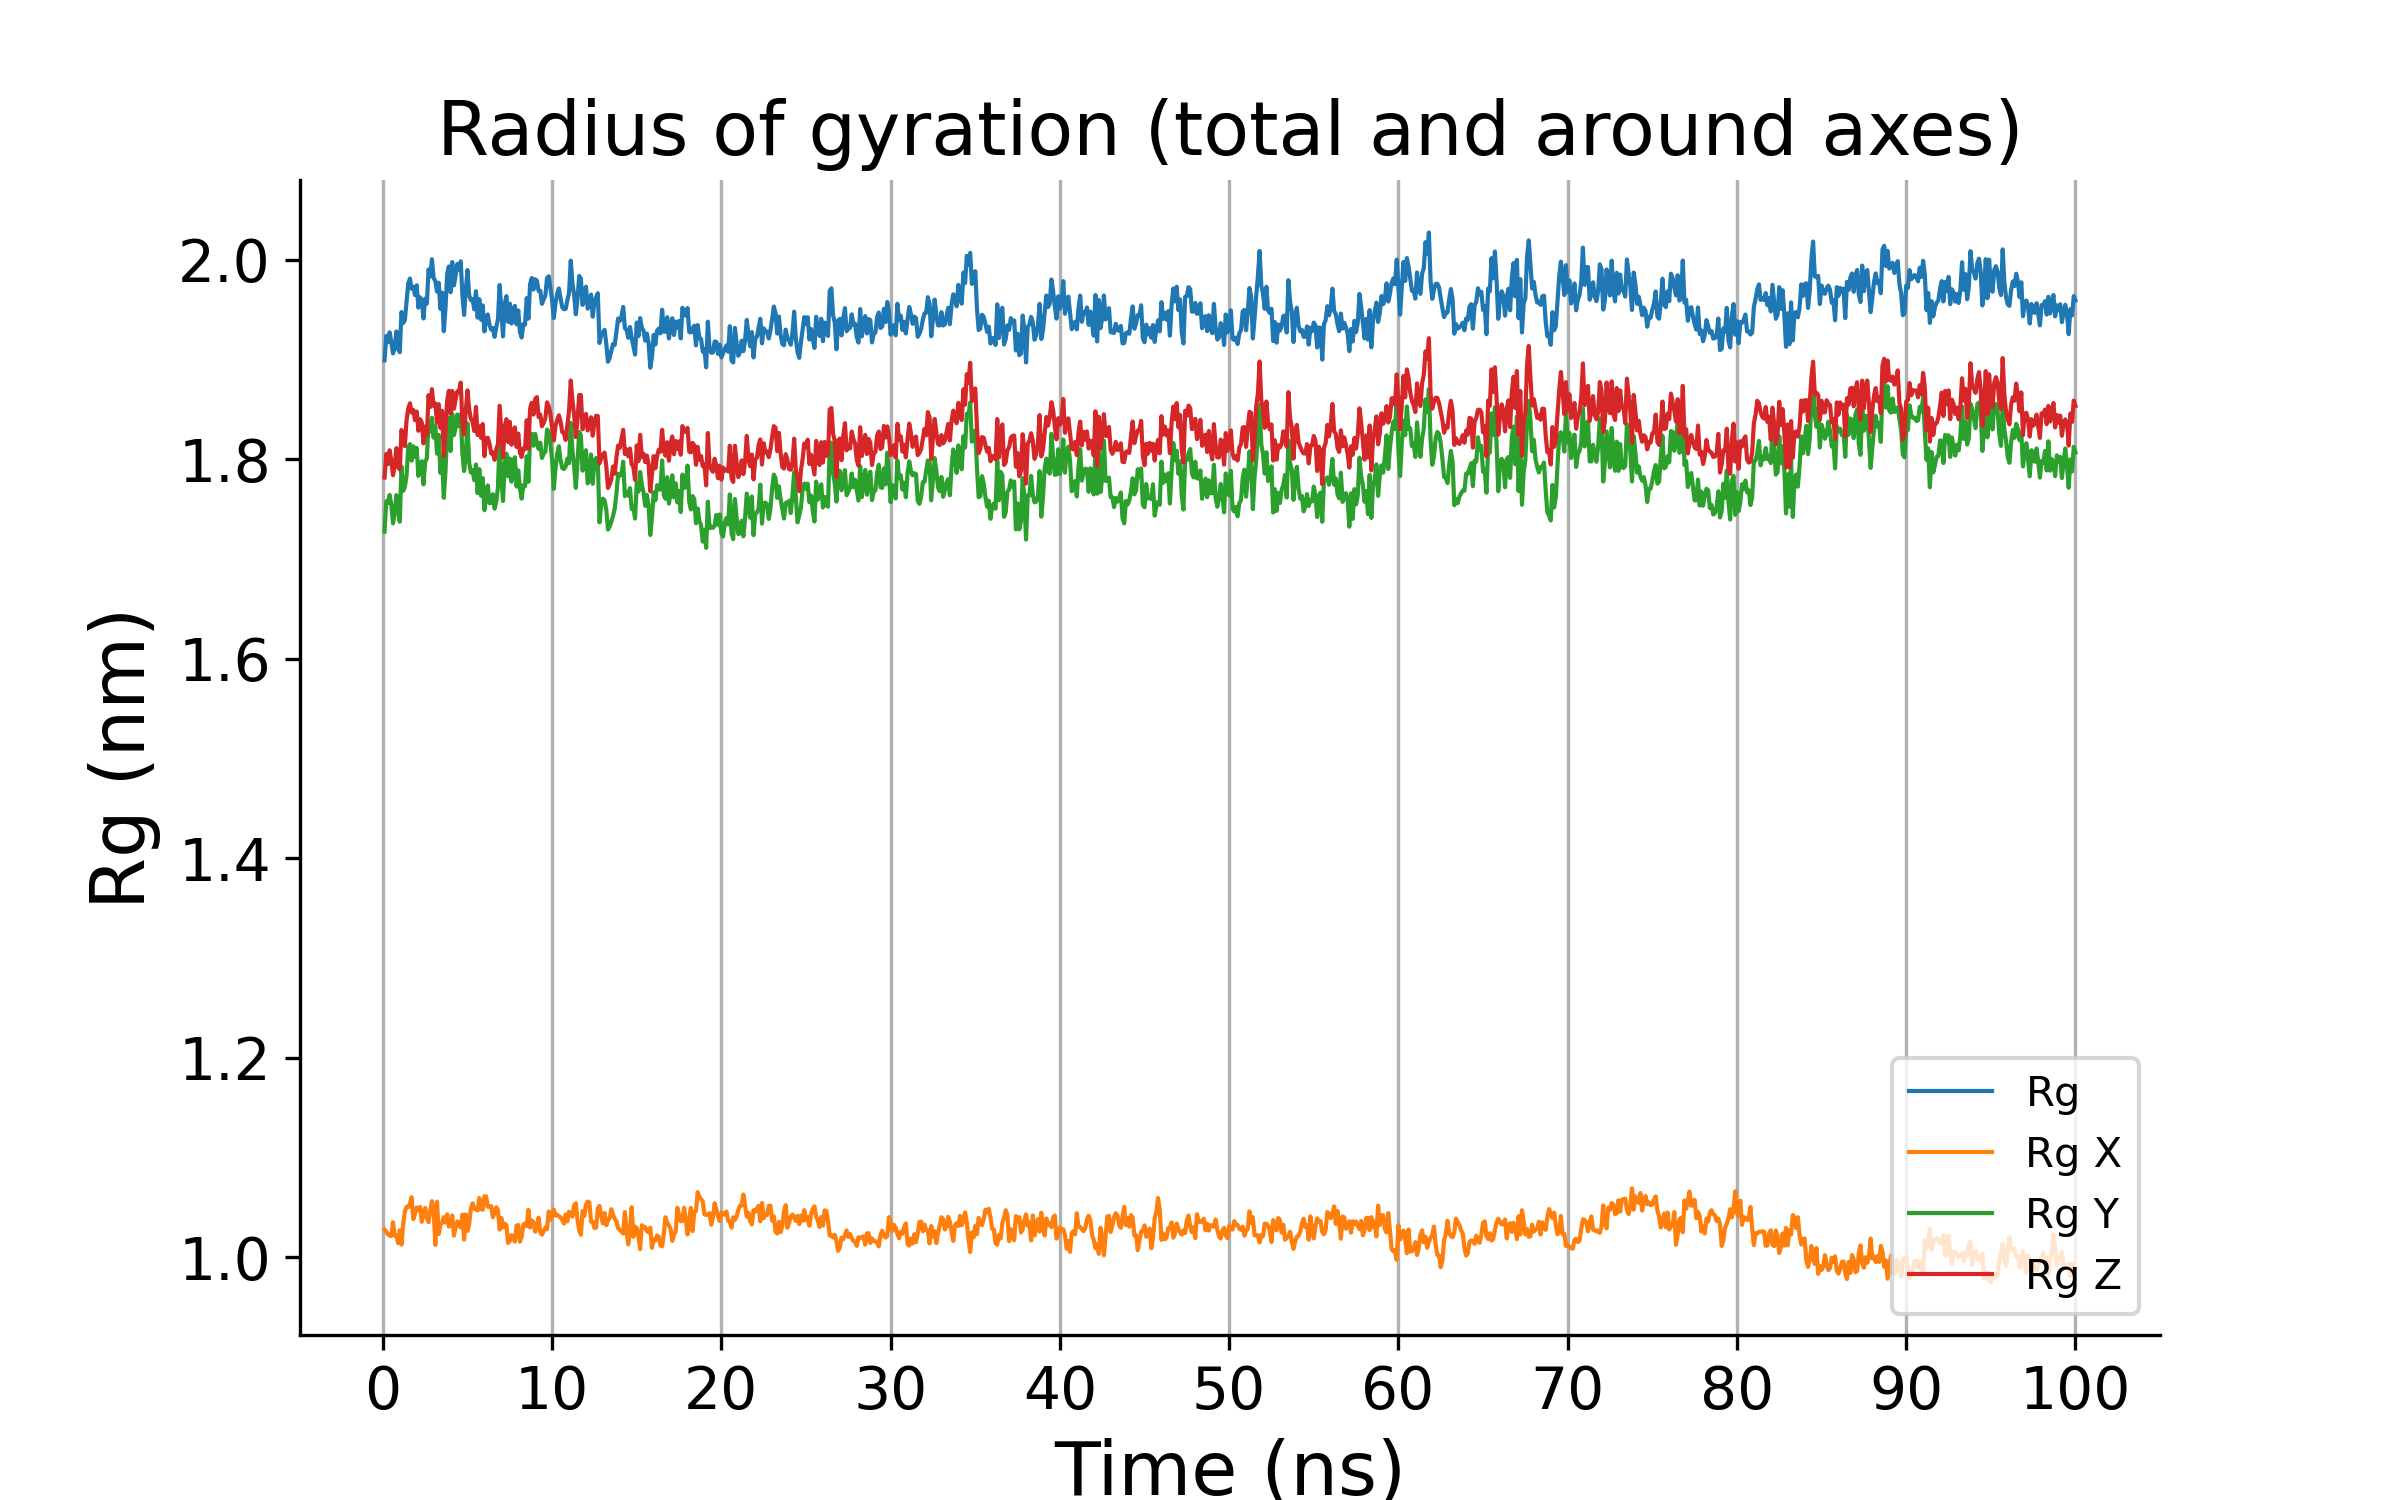 Radius of gyration (total and around axes)
Rg (nm)
2.0
1.8
1.6
1.4
1.2
1.0
Rg
Rg X
Rg Y
Rg Z
0 10 20 30 40 50 60 70 80 90 100
Time (ns)